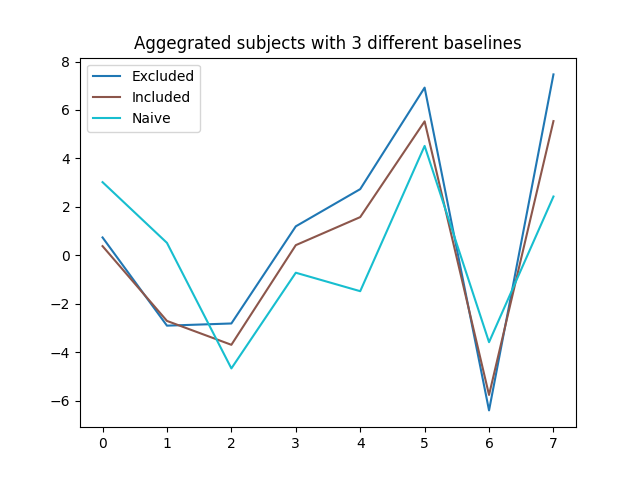 Aggegrated subjects with 3 different baselines
Excluded
Included
Naive
8
6
4
2
0
−2
−4
−6
0 1 2 3 4 5 6 7